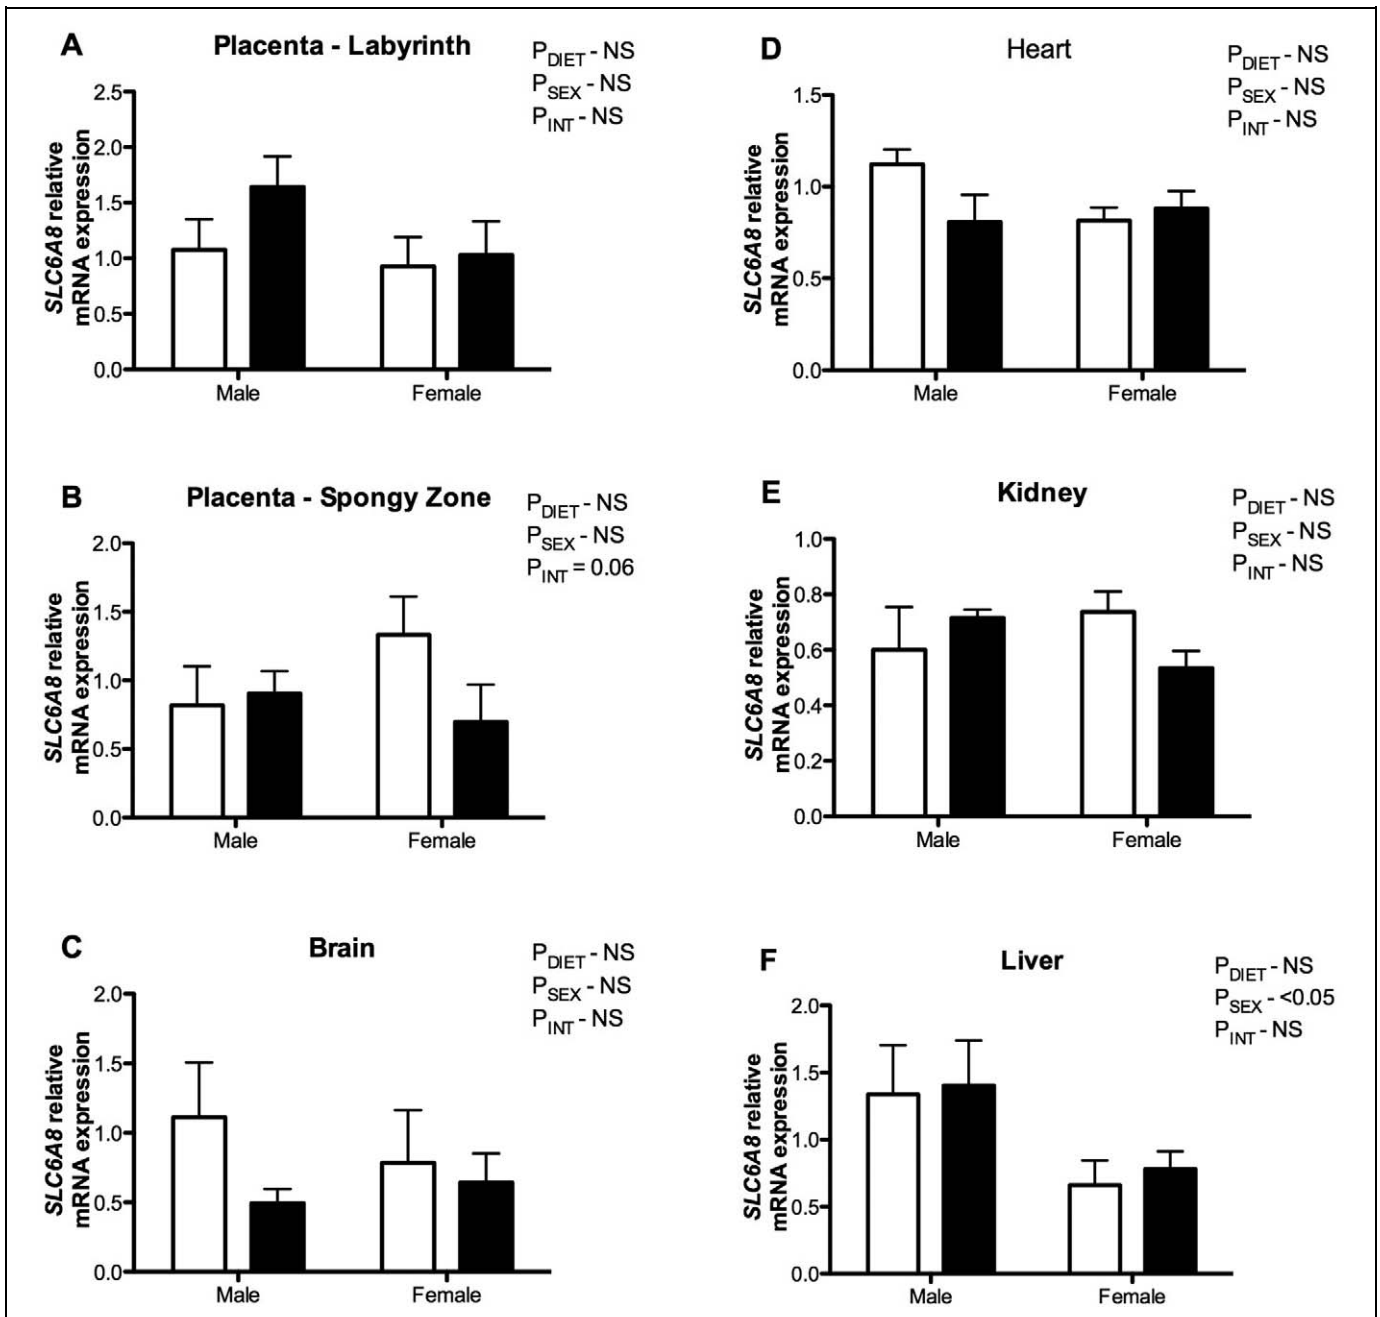 A
Placenta - Labyrinth
PDIET - NS
PSEX - NS
PINT - NS
SLC6A8 relative
mRNA expression
2.5
2.0
1.5
1.0
0.5
0.0
Male
Female
D
Heart
PDIET - NS
PSEX - NS
PINT - NS
SLC6A8 relative
mRNA expression
1.5
1.0
0.5
0.0
Male
Female
B
Placenta - Spongy Zone
PDIET - NS
PSEX - NS
PINT = 0.06
SLC6A8 relative
mRNA expression
2.0
1.5
1.0
0.5
0.0
Male
Female
E
Kidney
PDIET - NS
PSEX - NS
PINT - NS
SLC6A8 relative
mRNA expression
1.0
0.8
0.6
0.4
0.2
0.0
Male
Female
C
Brain
PDIET - NS
PSEX - NS
PINT - NS
SLC6A8 relative
mRNA expression
2.0
1.5
1.0
0.5
0.0
Male
Female
F
Liver
PDIET - NS
PSEX - <0.05
PINT - NS
SLC6A8 relative
mRNA expression
2.0
1.5
1.0
0.5
0.0
Male
Female